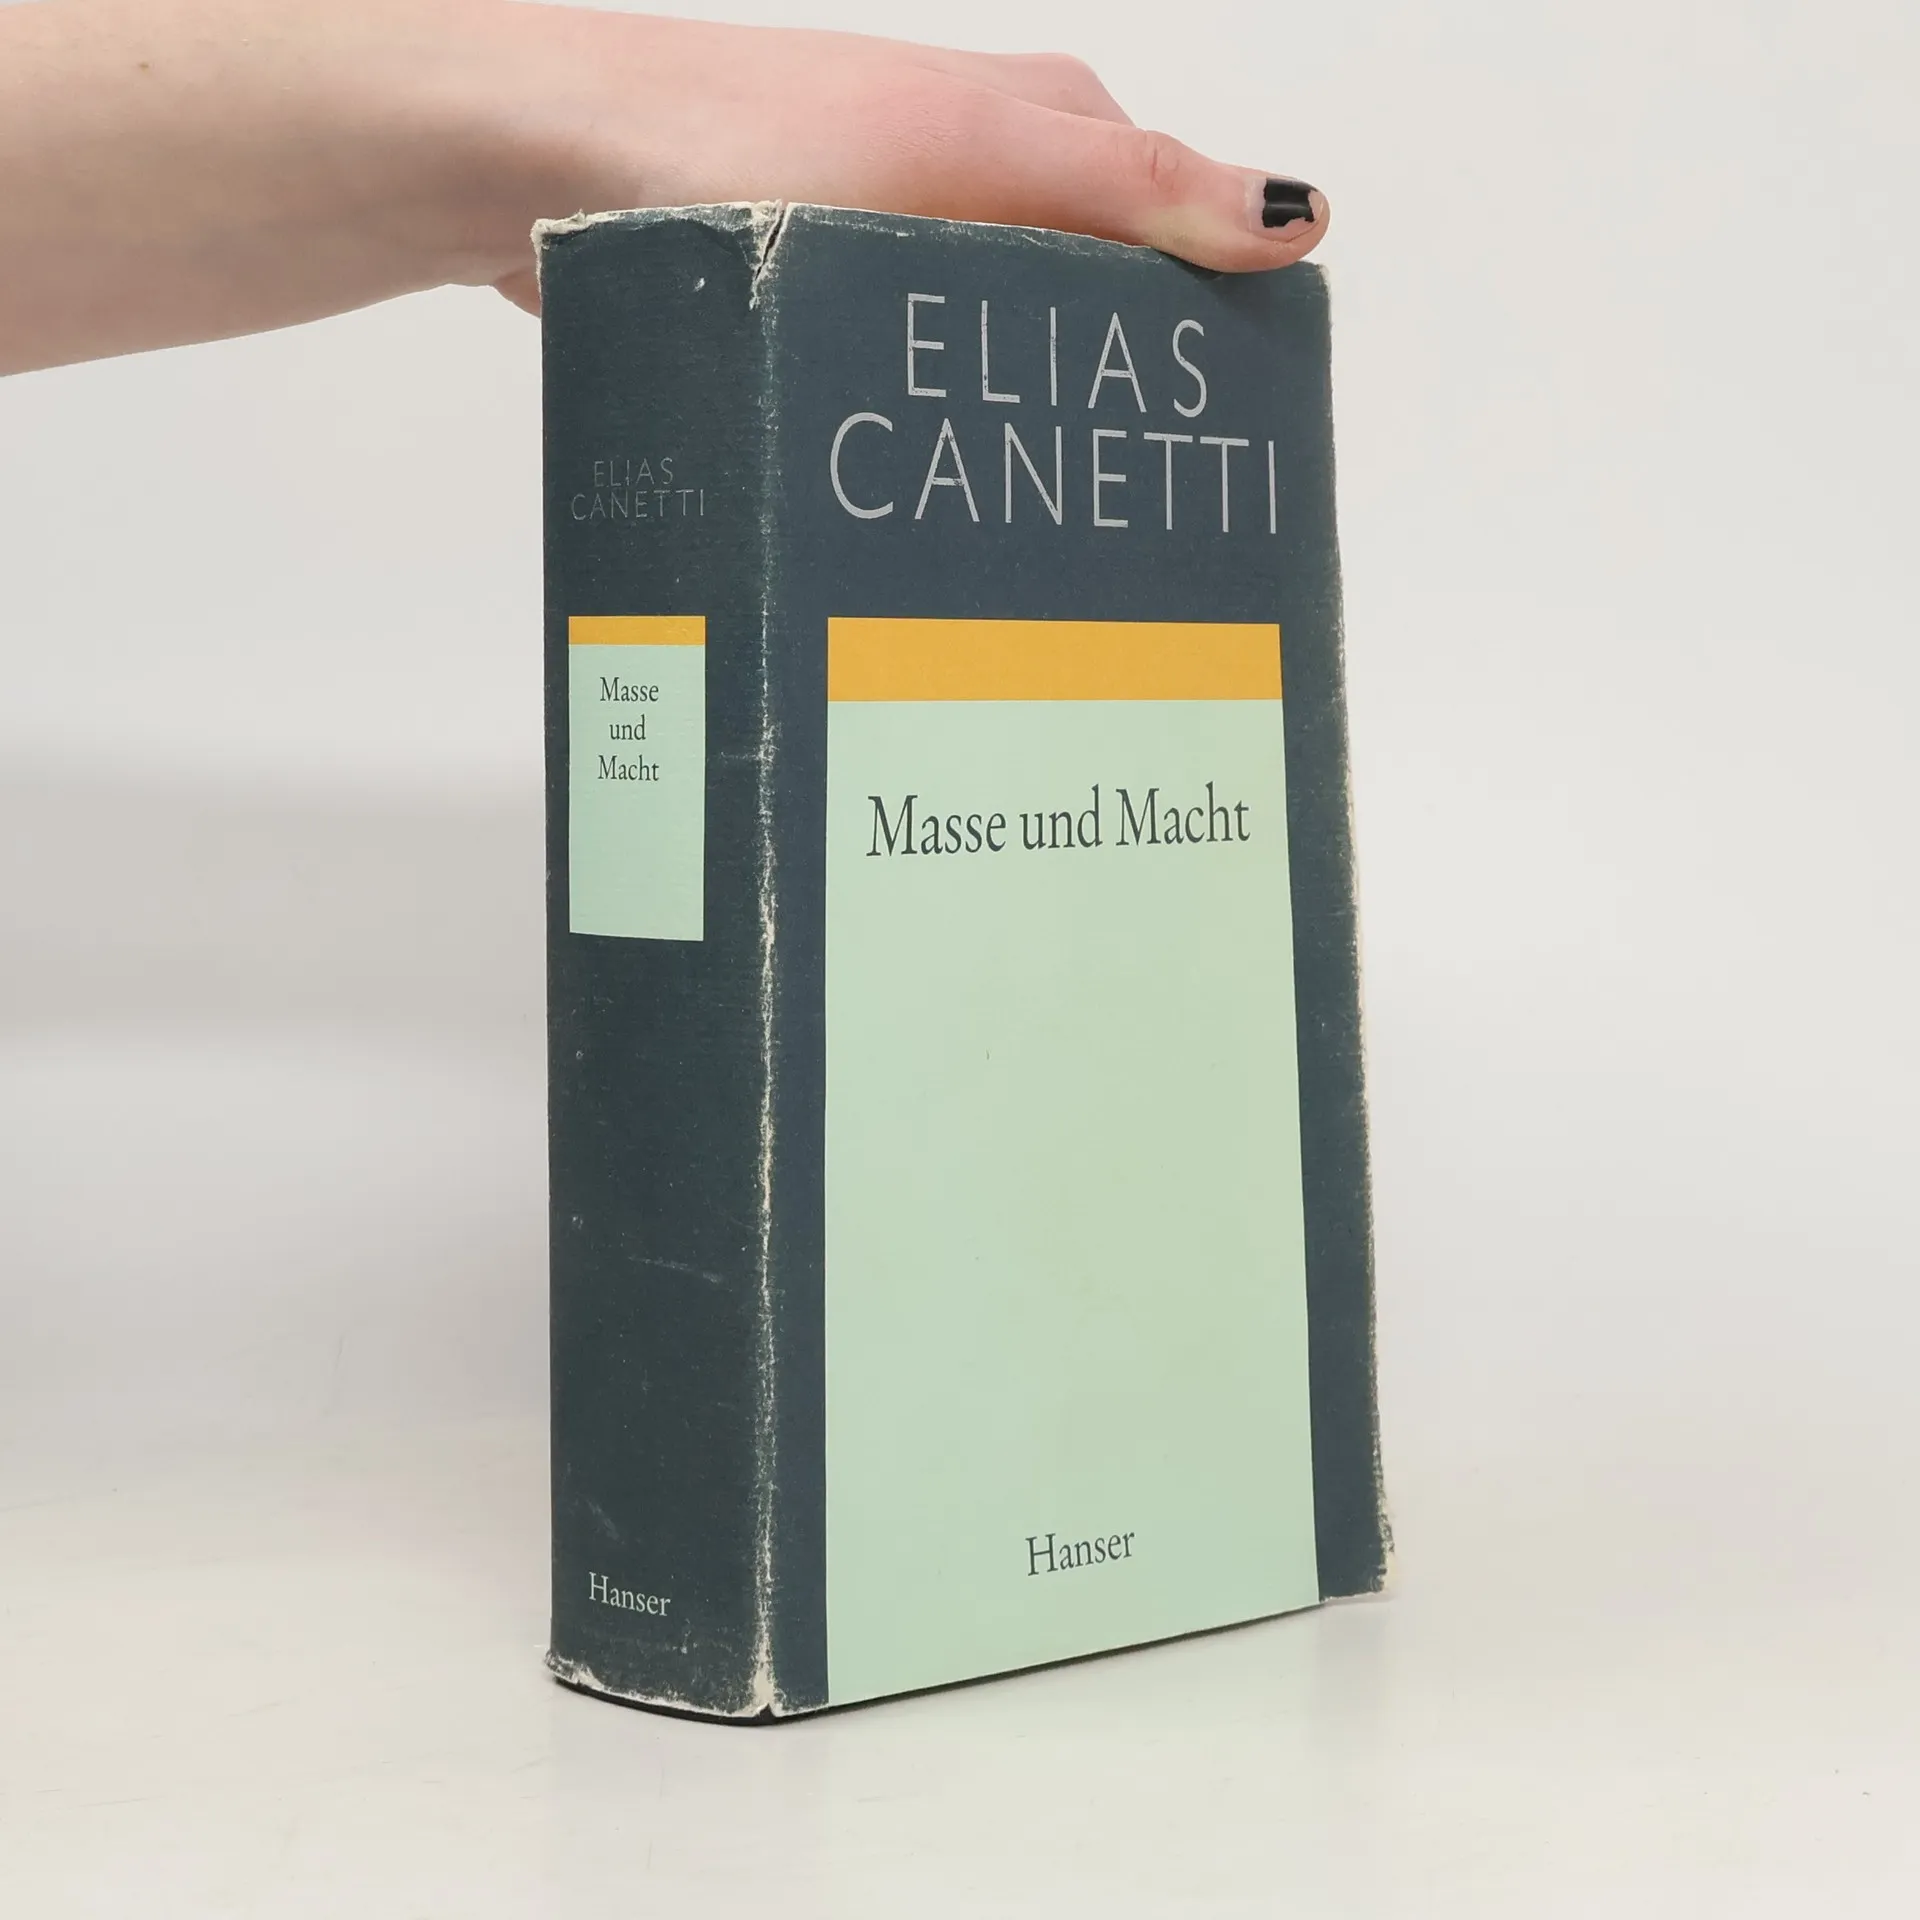 ELIAS
CANETTI
Masse
und
Macht
Hanser
ELIAS
CANETTI
Masse und Macht
Hanser